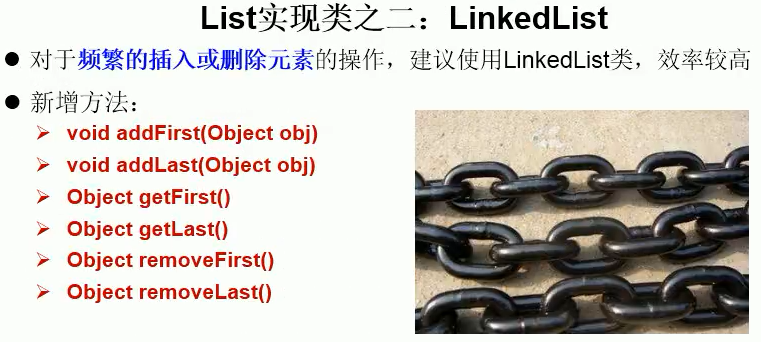 List实现类之二：LinkedList
● 对于频繁的插入或删除元素的操作，建议使用LinkedList类，效率较高
● 新增方法：
➢ void addFirst(Object obj)
➢ void addLast(Object obj)
➢ Object getFirst()
➢ Object getLast()
➢ Object removeFirst()
➢ Object removeLast()